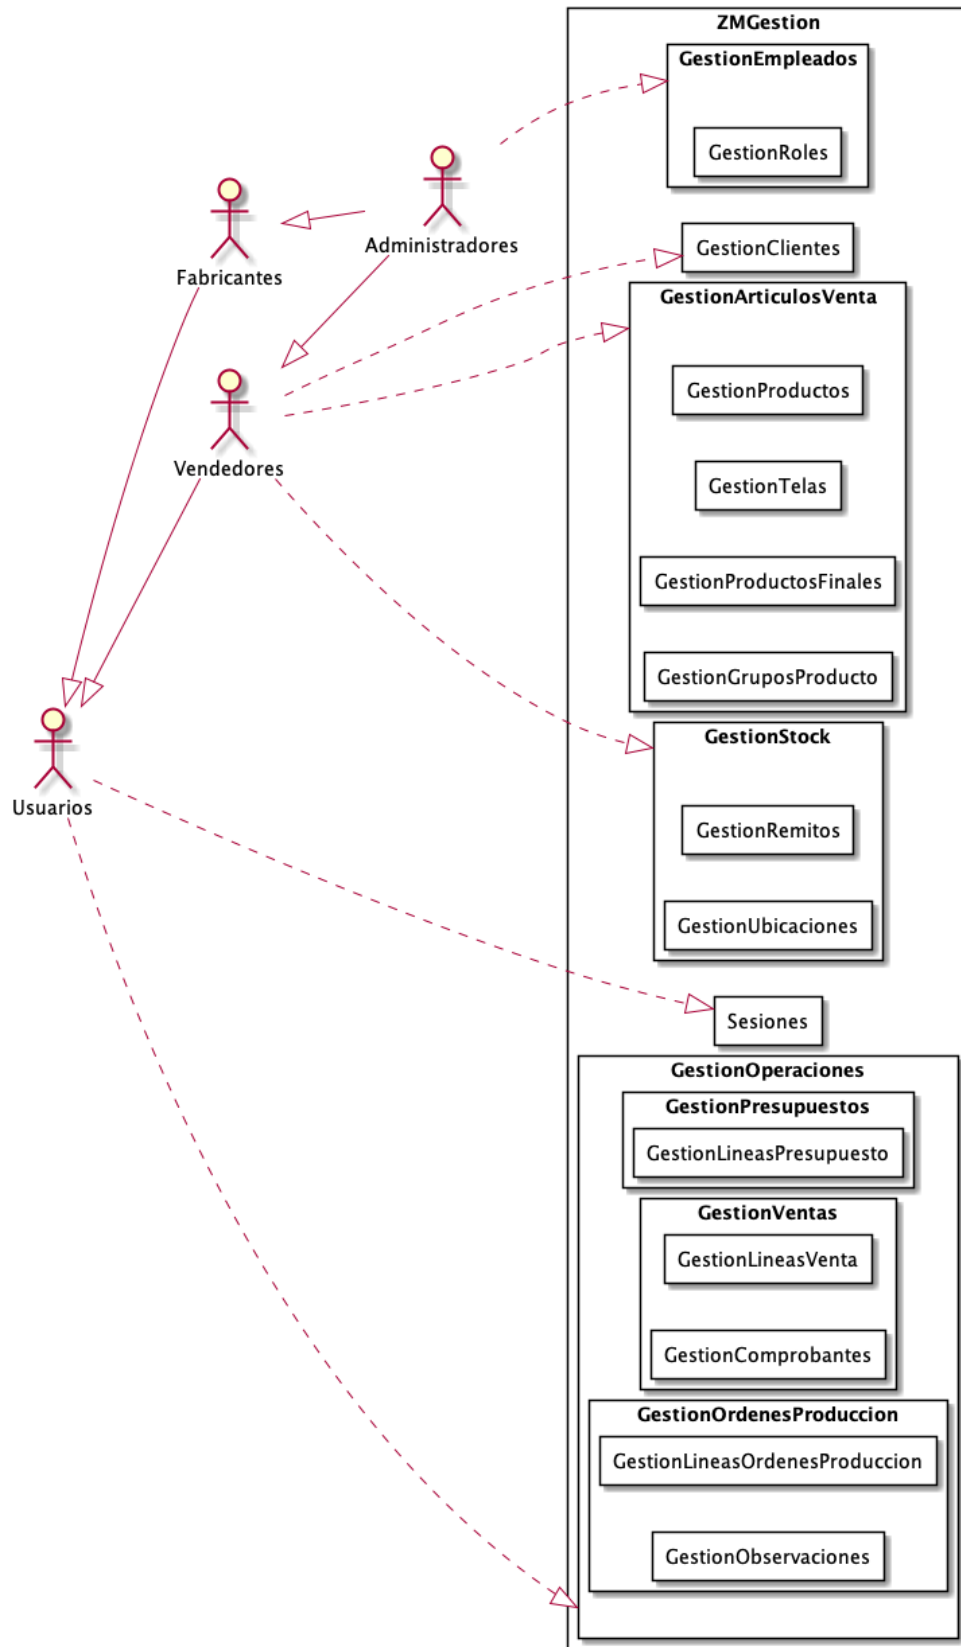 ZMGestion
GestionEmpleados
GestionRoles
Administradores
Fabricantes
GestionClientes
GestionArticulosVenta
GestionProductos
Vendedores
GestionTelas
GestionProductosFinales
GestionGruposProducto
GestionStock
Usuarios
GestionRemitos
GestionUbicaciones
Sesiones
GestionOperaciones
GestionPresupuestos
GestionLineasPresupuesto
GestionVentas
GestionLineasVenta
GestionComprobantes
GestionOrdenesProduccion
GestionLineasOrdenesProduccion
GestionObservaciones